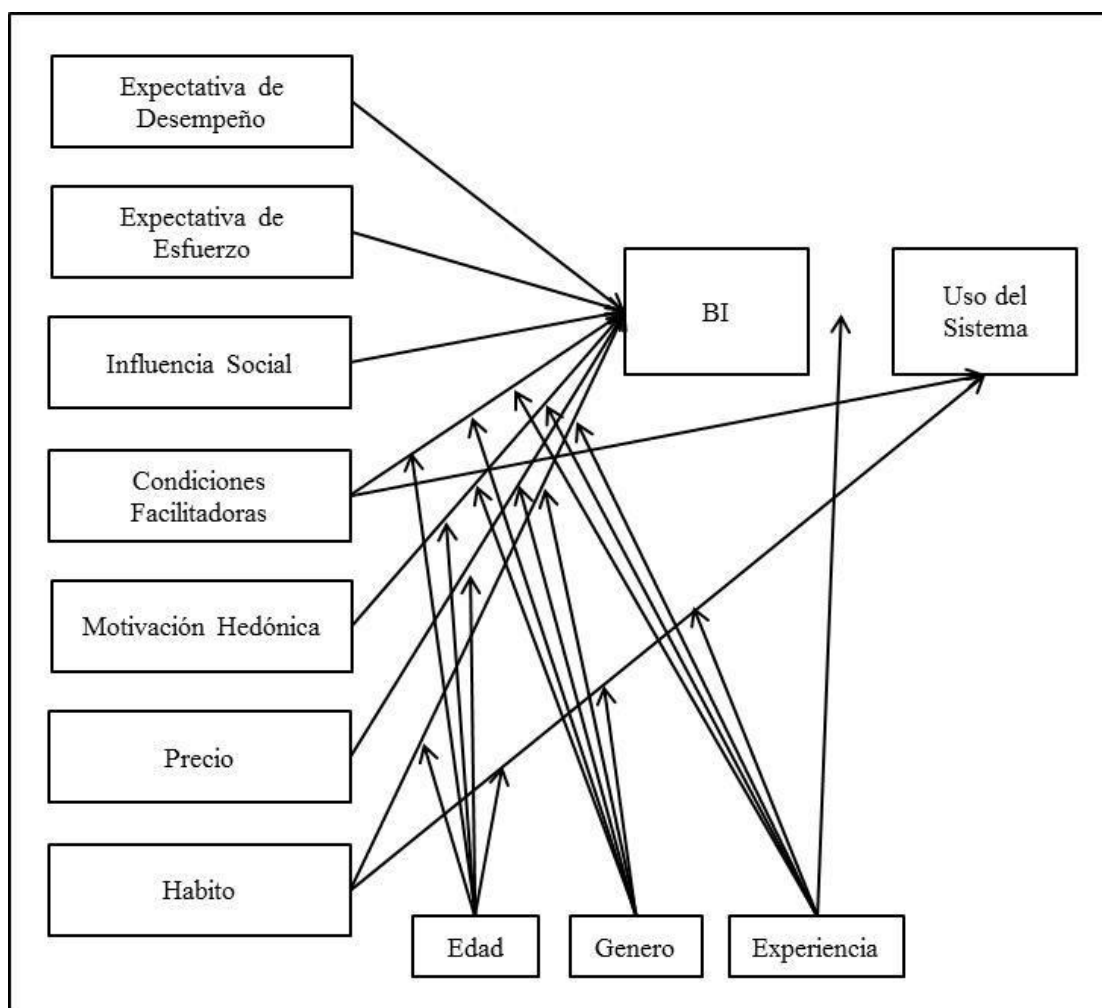 Expectativa de
Desempeño
Expectativa de
Esfuerzo
BI
Uso del
Sistema
Influencia Social
Condiciones
Facilitadoras
Motivación Hedónica
Precio
Habito
Edad
Genero
Experiencia